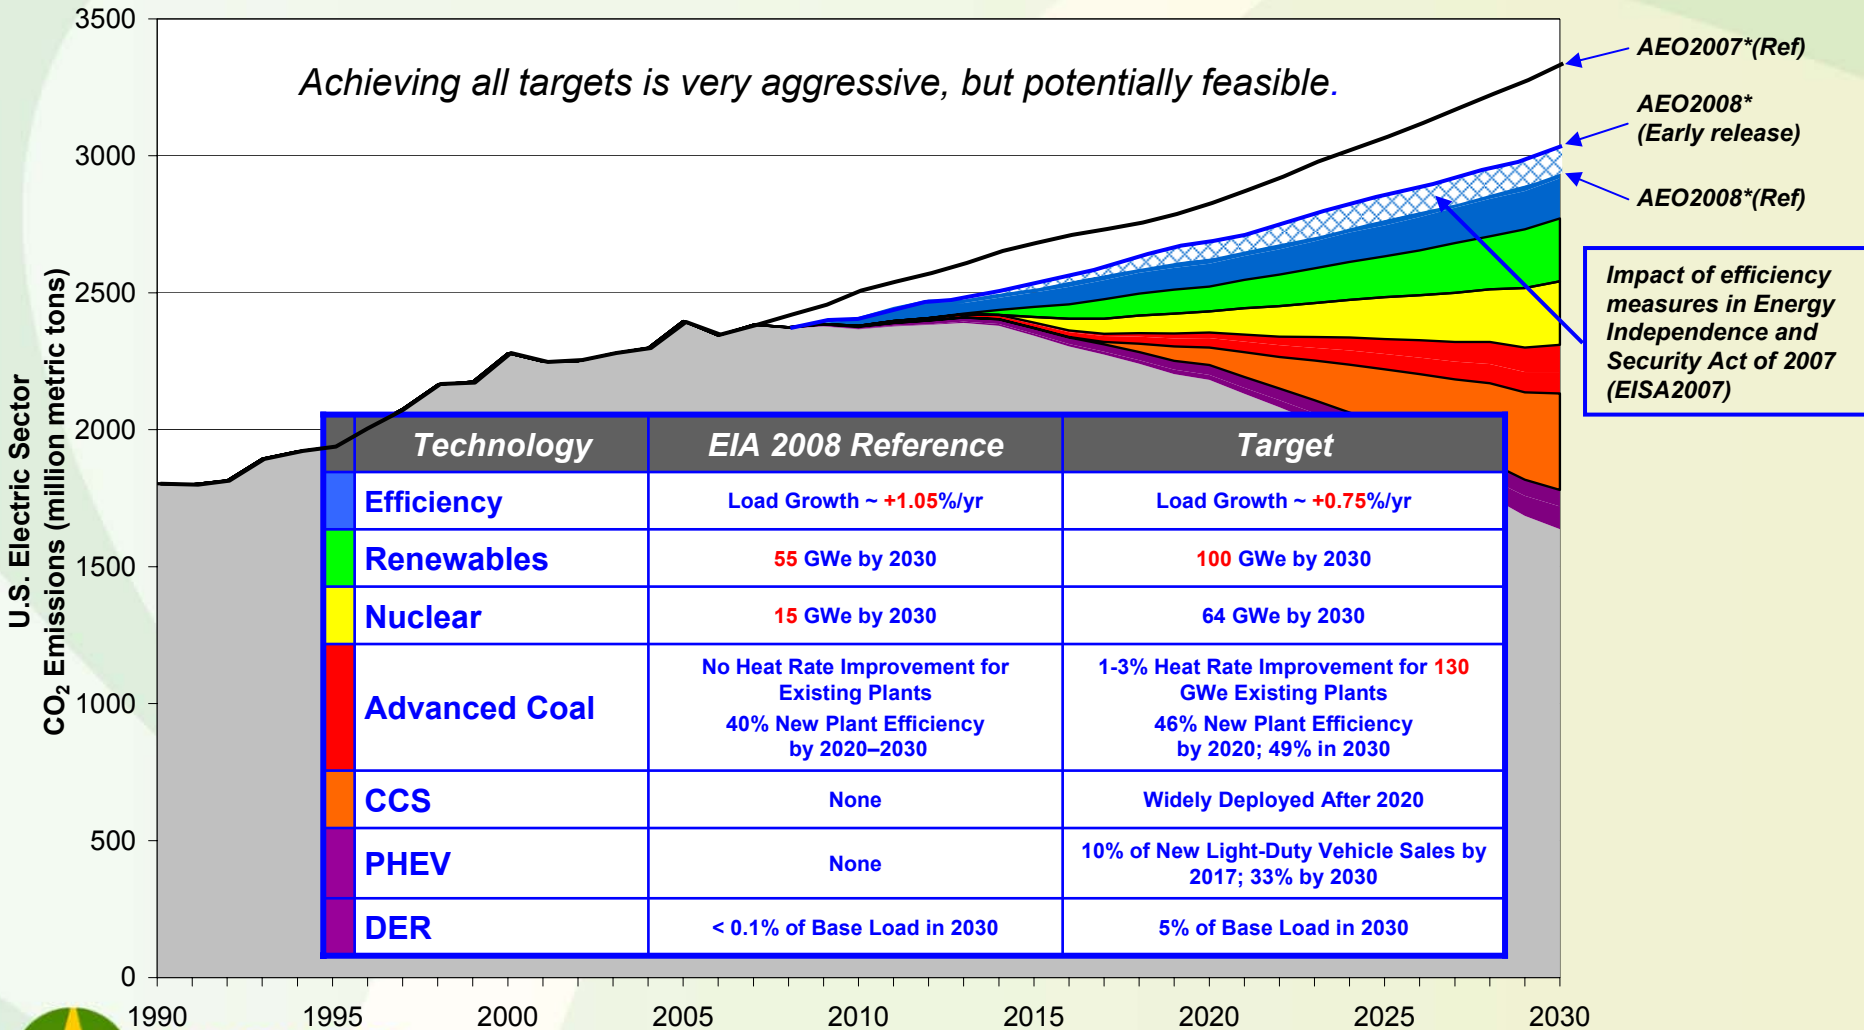 3500
3000
2500
2000
1500
1000
500
0
U.S. Electric Sector
CO₂ Emissions (million metric tons)
Achieving all targets is very aggressive, but potentially feasible.
AEO2007*(Ref)
AEO2008*
(Early release)
AEO2008*(Ref)
Impact of efficiency
measures in Energy
Independence and
Security Act of 2007
(EISA2007)
Technology EIA 2008 Reference Target
Efficiency Load Growth ~ +1.05%/yr Load Growth ~ +0.75%/yr
Renewables 55 GWe by 2030 100 GWe by 2030
Nuclear 15 GWe by 2030 64 GWe by 2030
Advanced Coal
No Heat Rate Improvement for
Existing Plants
40% New Plant Efficiency
by 2020–2030
1-3% Heat Rate Improvement for 130
GWe Existing Plants
46% New Plant Efficiency
by 2020; 49% in 2030
CCS None Widely Deployed After 2020
PHEV None
10% of New Light-Duty Vehicle Sales by
2017; 33% by 2030
DER < 0.1% of Base Load in 2030 5% of Base Load in 2030
1990 1995 2000 2005 2010 2015 2020 2025 2030